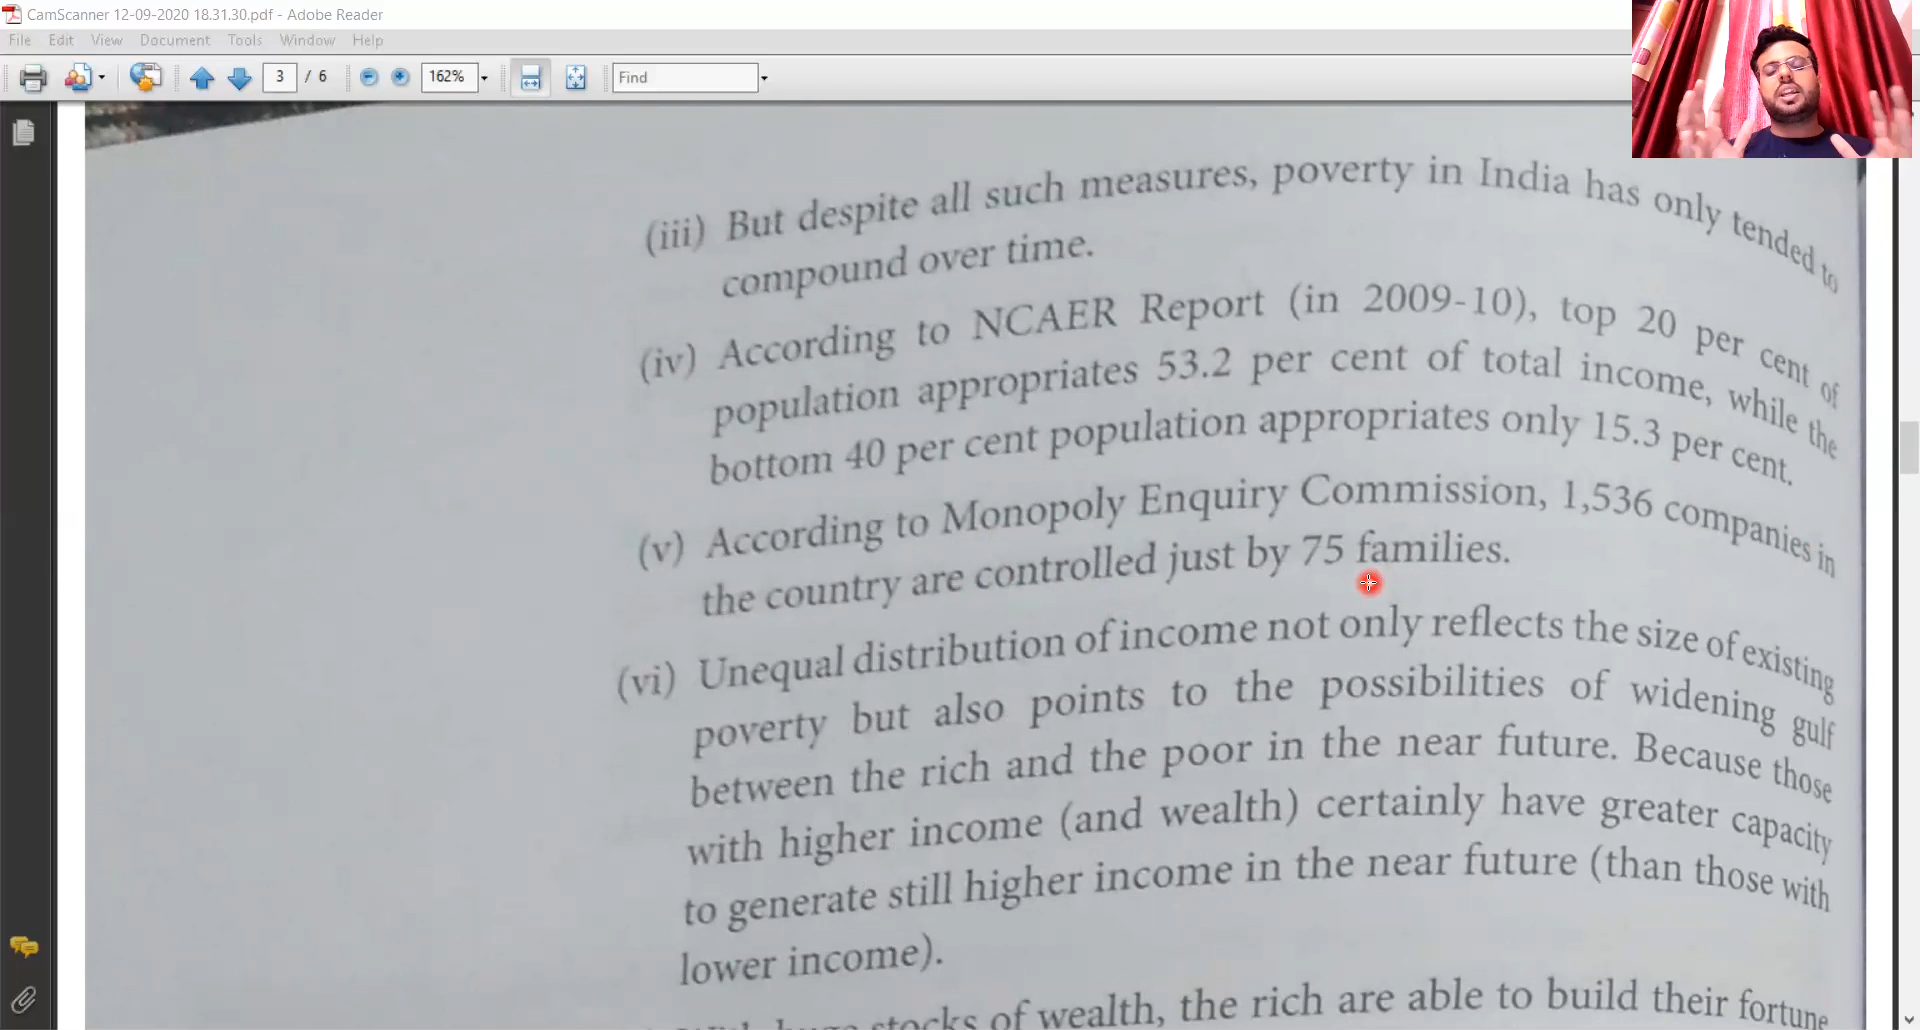 CamScanner 12-09-2020 18.31.30.pdf - Adobe Reader
File Edit View Document Tools Window Help
3 / 6 162% Find
(iii) But despite all such measures, poverty in India has only tended to
compound over time.
(iv) According to NCAER Report (in 2009-10), top 20 per cent of
population appropriates 53.2 per cent of total income, while the
bottom 40 per cent population appropriates only 15.3 per cent.
(v) According to Monopoly Enquiry Commission, 1,536 companies in
the country are controlled just by 75 families.
(vi) Unequal distribution of income not only reflects the size of existing
poverty but also points to the possibilities of widening gulf
between the rich and the poor in the near future. Because those
with higher income (and wealth) certainly have greater capacity
to generate still higher income in the near future (than those with
lower income).
stocks of wealth, the rich are able to build their fortune